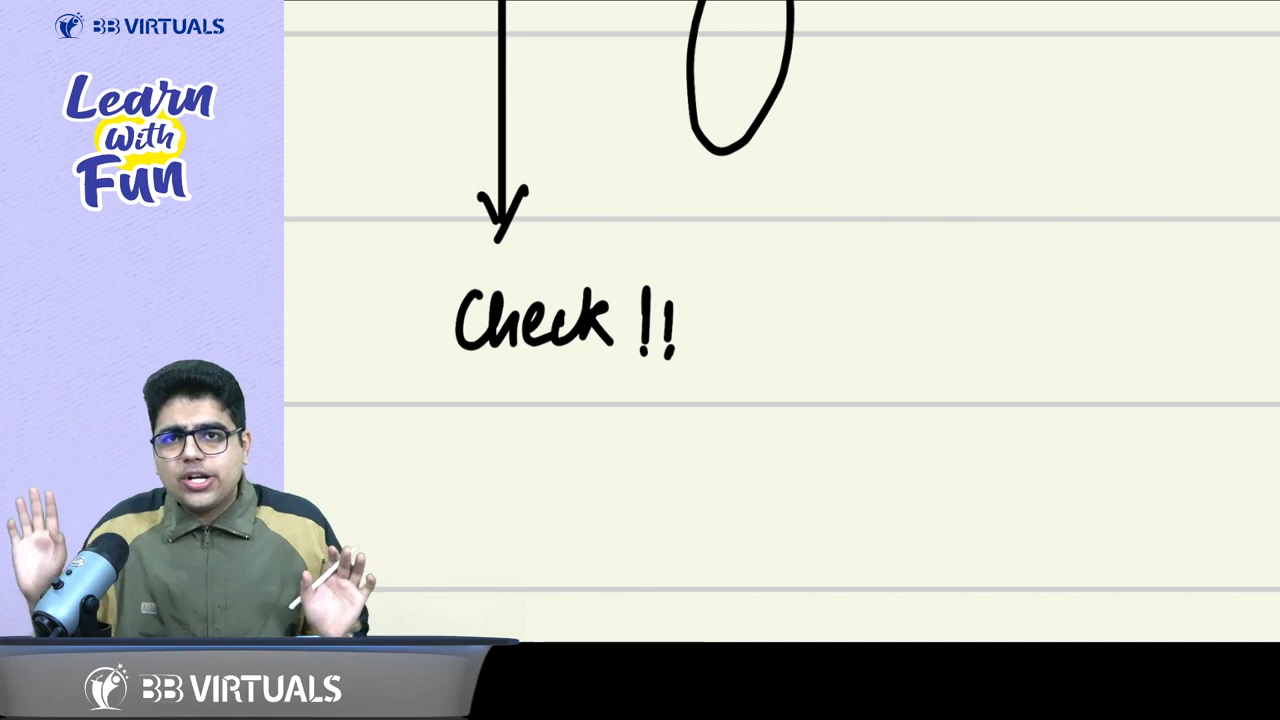 BB VIRTUALS
Learn
With
Fun
Check !!
BB VIRTUALS